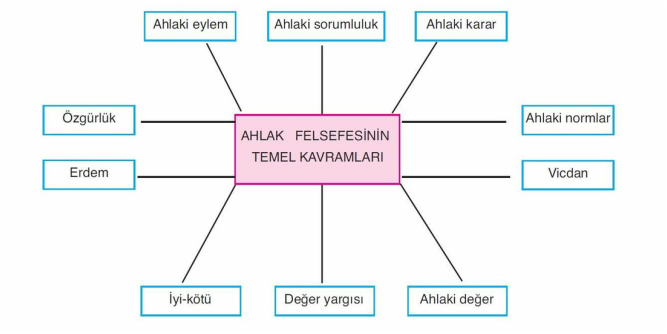 Ahlaki eylem
Ahlaki sorumluluk
Ahlaki karar
Özgürlük
AHLAK FELSEFESİNİN
TEMEL KAVRAMLARI
Ahlaki normlar
Erdem
Vicdan
İyi-kötü
Değer yargısı
Ahlaki değer